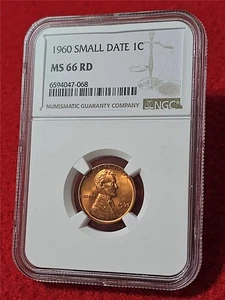 1960 SMALL DATE 1C
MS 66 RD
6594047-068
NUMISMATIC GUARANTY COMPANY
NGC